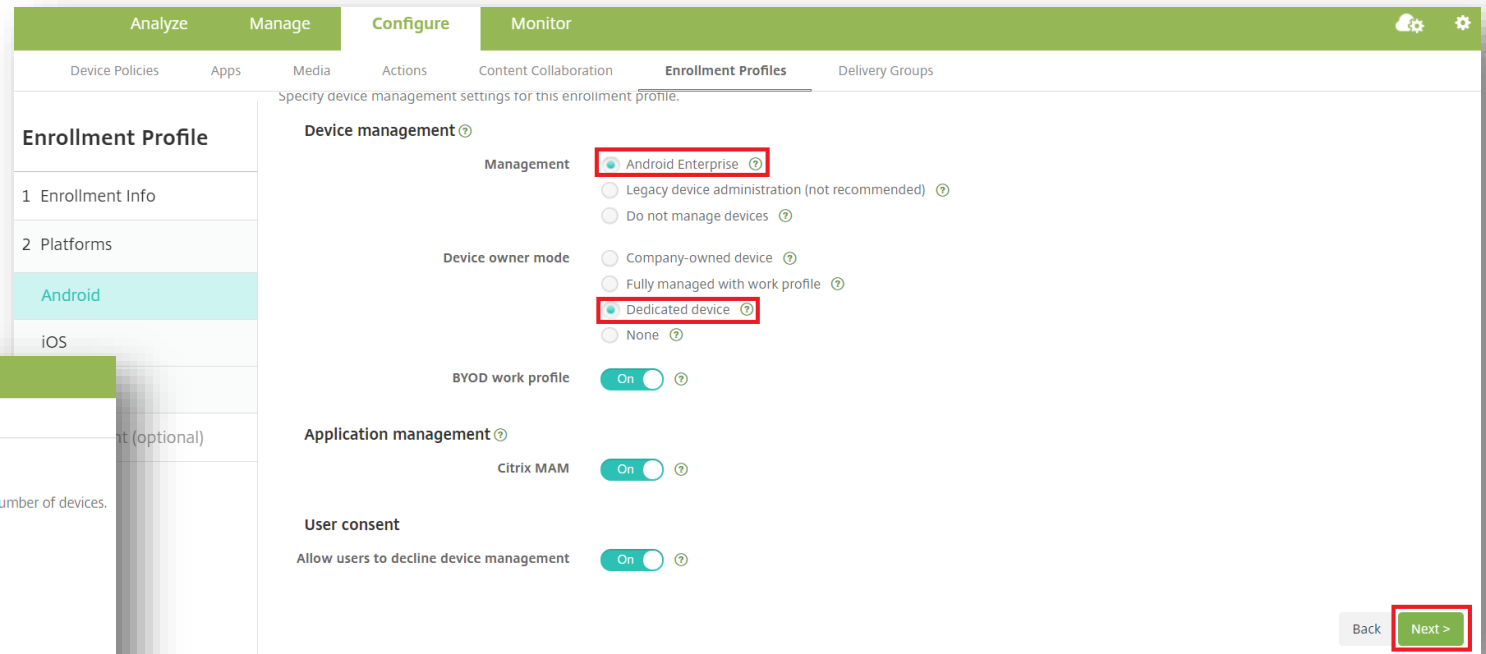 Analyze Manage Configure Monitor
Device Policies Apps Media Actions Content Collaboration Enrollment Profiles Delivery Groups
Specify device management settings for this enrollment profile.
Enrollment Profile
1 Enrollment Info
2 Platforms
Android
iOS
(optional)
of devices.
Device management ?
Management
Android Enterprise ?
Legacy device administration (not recommended) ?
Do not manage devices ?
Device owner mode
Company-owned device ?
Fully managed with work profile ?
Dedicated device ?
None ?
BYOD work profile On ?
Application management ?
Citrix MAM On ?
User consent
Allow users to decline device management On ?
Back Next >